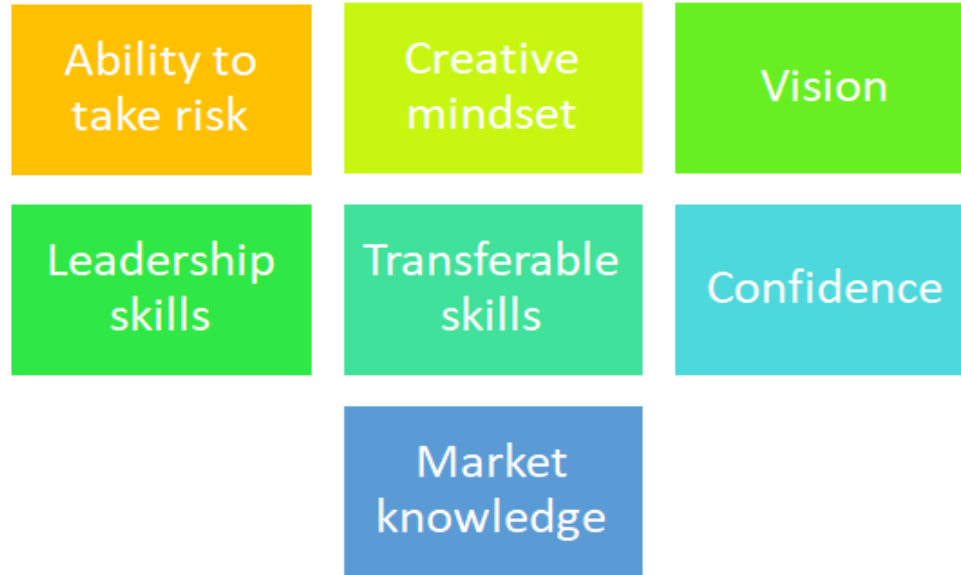 Ability to
take risk
Creative
mindset
Vision
Leadership
skills
Transferable
skills
Confidence
Market
knowledge